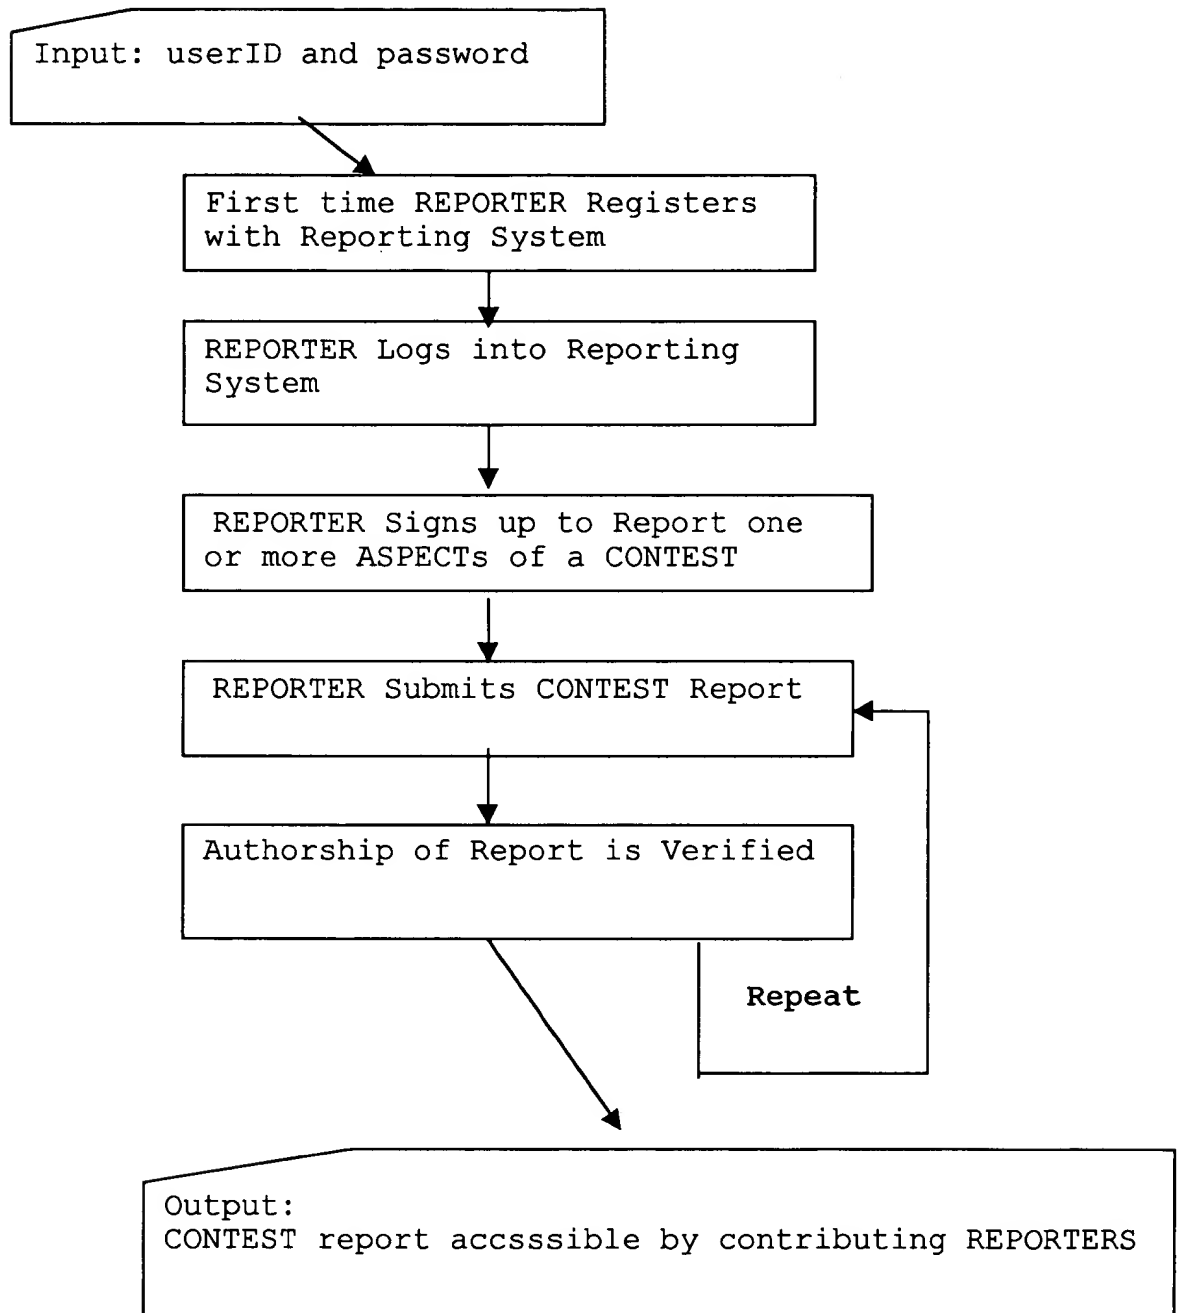 Input: userID and password
First time REPORTER Registers
with Reporting System
REPORTER Logs into Reporting
System
REPORTER Signs up to Report one
or more ASPECTs of a CONTEST
REPORTER Submits CONTEST Report
Authorship of Report is Verified
Repeat
Output:
CONTEST report accsssible by contributing REPORTERS